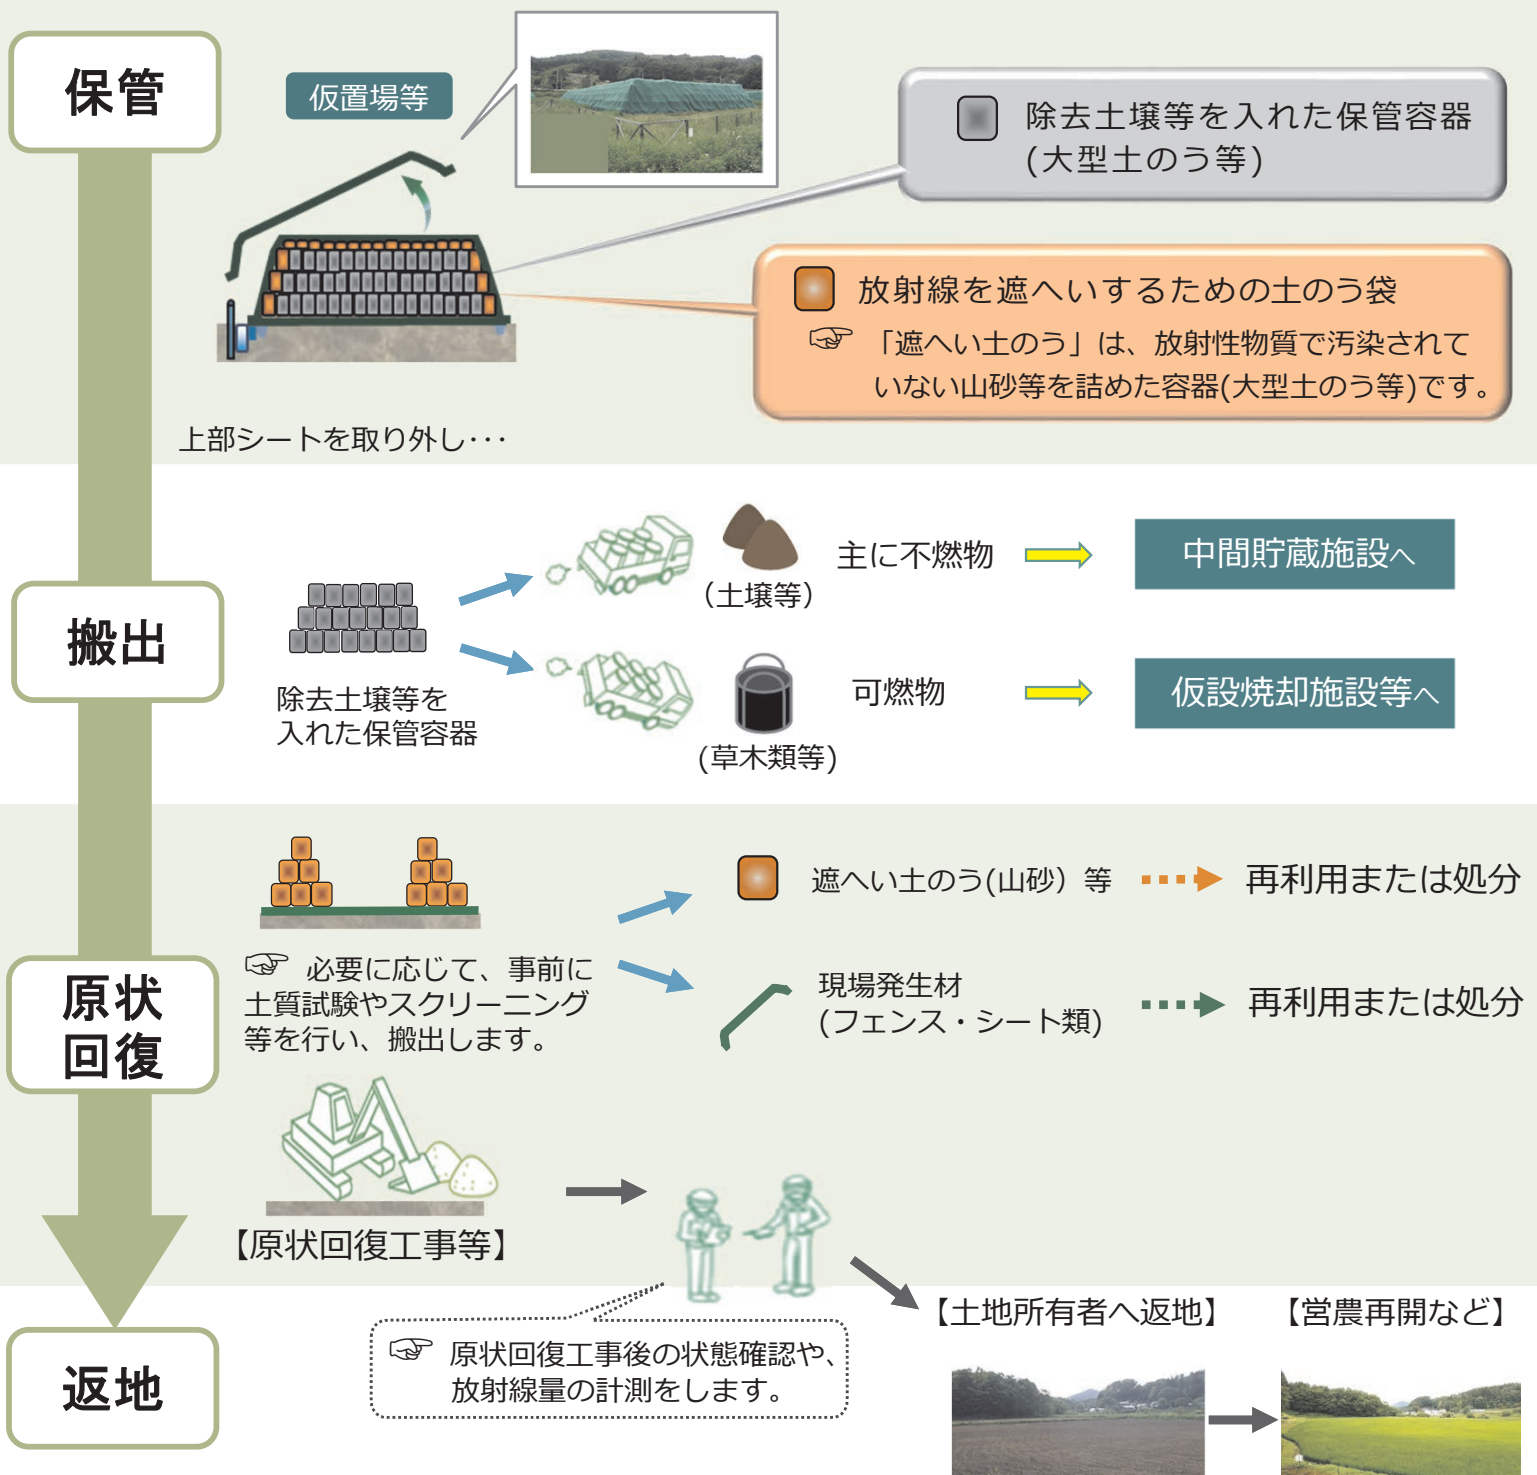 保管
仮置場等
除去土壌等を入れた保管容器
(大型土のう等)
放射線を遮へいするための土のう袋
☞ 「遮へい土のう」は、放射性物質で汚染されて
いない山砂等を詰めた容器(大型土のう等)です。
上部シートを取り外し･･･
搬出
除去土壌等を
入れた保管容器
(土壌等)
主に不燃物
中間貯蔵施設へ
(草木類等)
可燃物
仮設焼却施設等へ
原状
回復
☞ 必要に応じて、事前に
土質試験やスクリーニング
等を行い、搬出します。
遮へい土のう(山砂）等
再利用または処分
現場発生材
(フェンス・シート類)
再利用または処分
【原状回復工事等】
☞ 原状回復工事後の状態確認や、
放射線量の計測をします。
返地
【土地所有者へ返地】
【営農再開など】